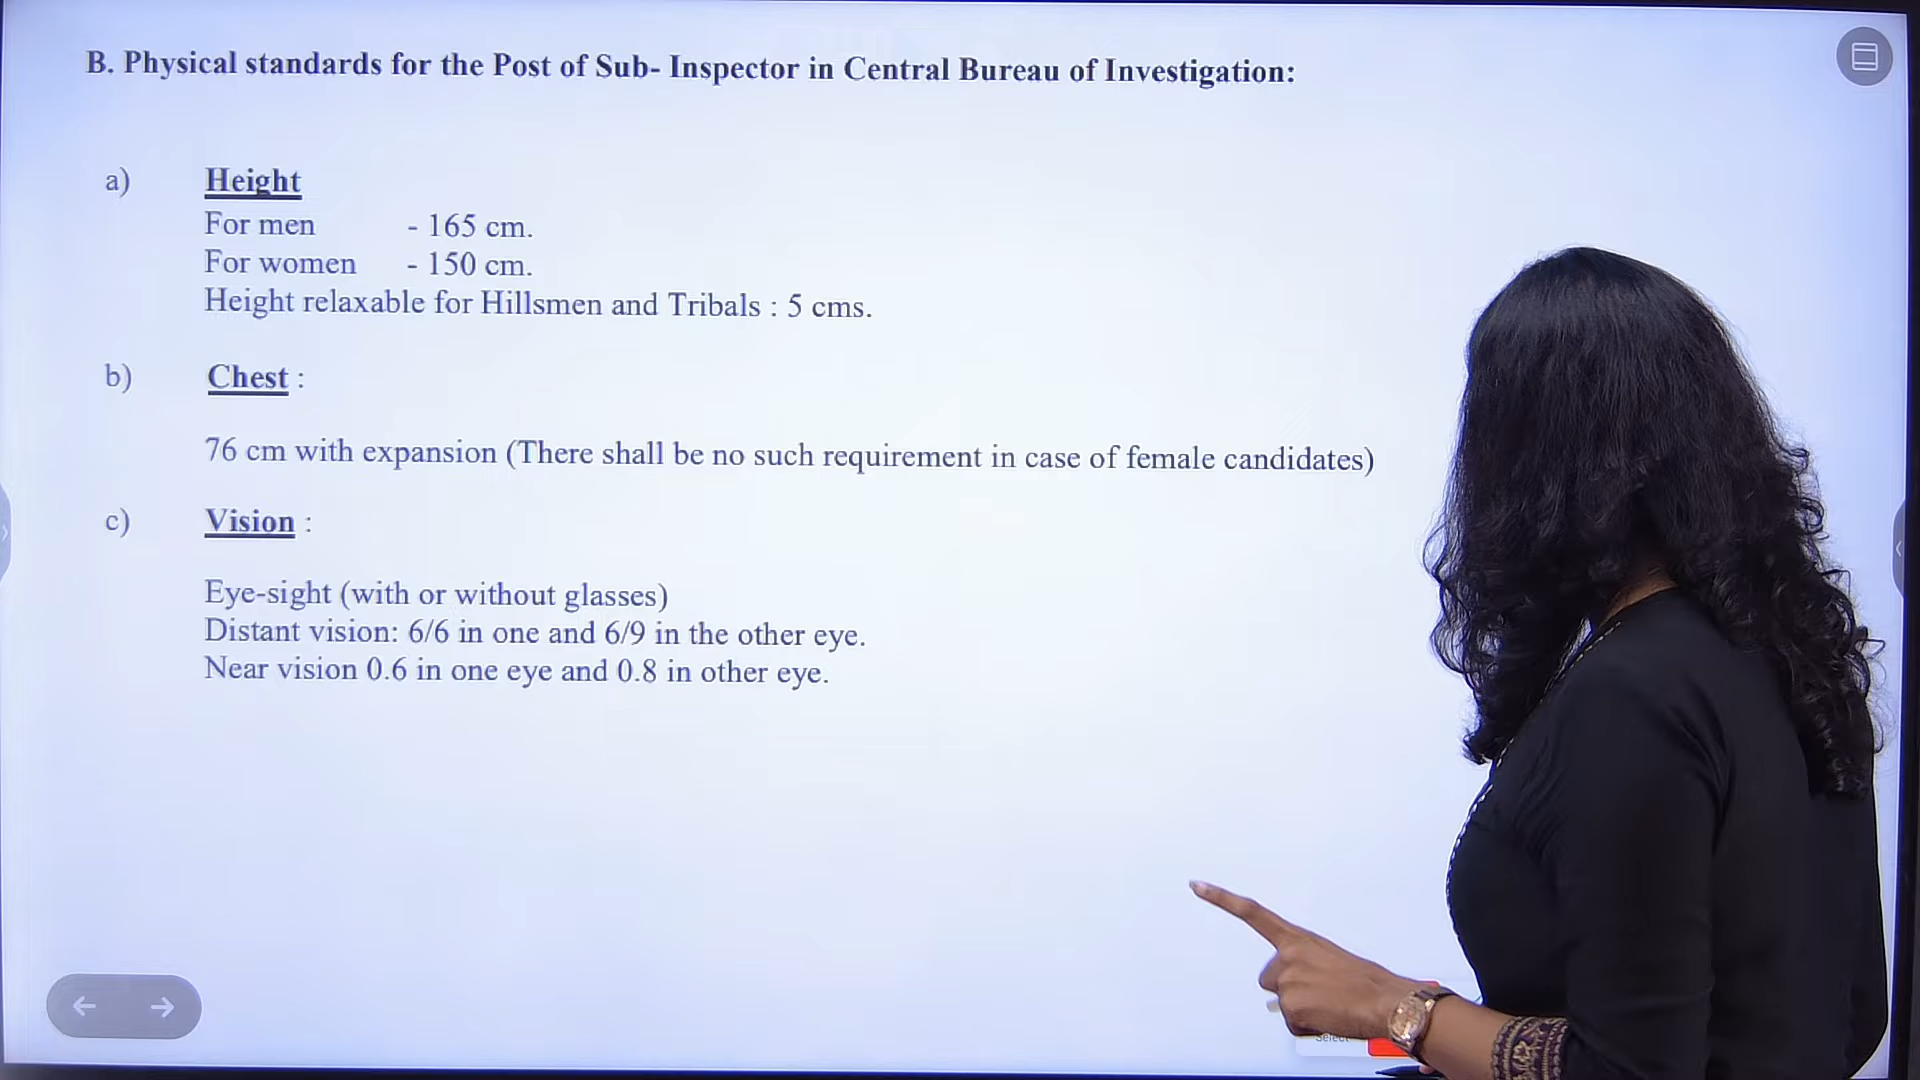 B. Physical standards for the Post of Sub- Inspector in Central Bureau of Investigation:
a) Height
For men - 165 cm.
For women - 150 cm.
Height relaxable for Hillsmen and Tribals : 5 cms.
b) Chest :
76 cm with expansion (There shall be no such requirement in case of female candidates)
c) Vision :
Eye-sight (with or without glasses)
Distant vision: 6/6 in one and 6/9 in the other eye.
Near vision 0.6 in one eye and 0.8 in other eye.
Select